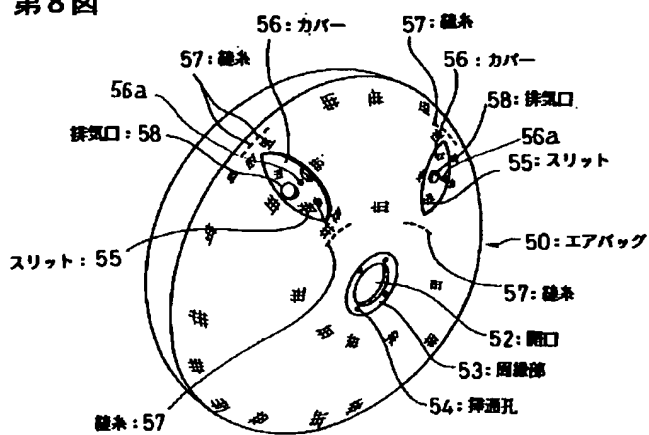 第8図
56:カバー
57:縫糸
57:縫糸
56:カバー
56a
58:排気口
排気口:58
56a
55:スリット
スリット:55
50:エアバッグ
57:縫糸
52:開口
53:周縁部
54:挿通孔
縫糸:57